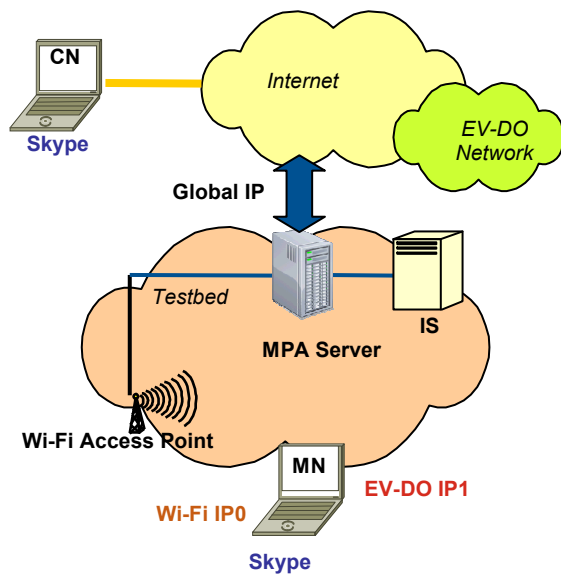 CN
Internet
Skype
EV-DO
Network
Global IP
Testbed
IS
MPA Server
Wi-Fi Access Point
MN
EV-DO IP1
Wi-Fi IP0
Skype